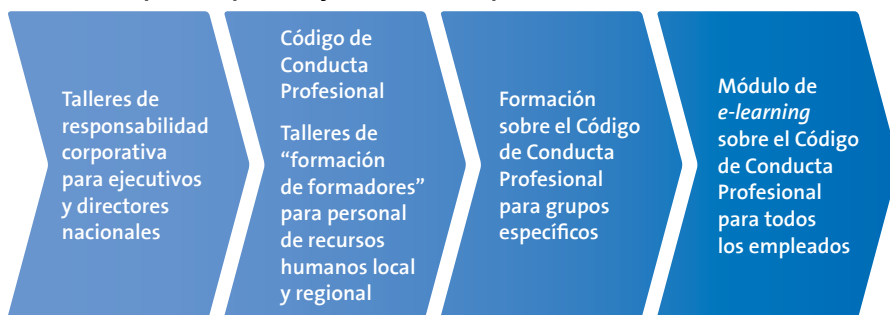 Talleres de
responsabilidad
corporativa
para ejecutivos
y directores
nacionales
Código de
Conducta
Profesional
Talleres de
“formación
de formadores”
para personal
de recursos
humanos local
y regional
Formación
sobre el Código
de Conducta
Profesional
para grupos
específicos
Módulo de
e-learning
sobre el Código
de Conducta
Profesional
para todos
los empleados